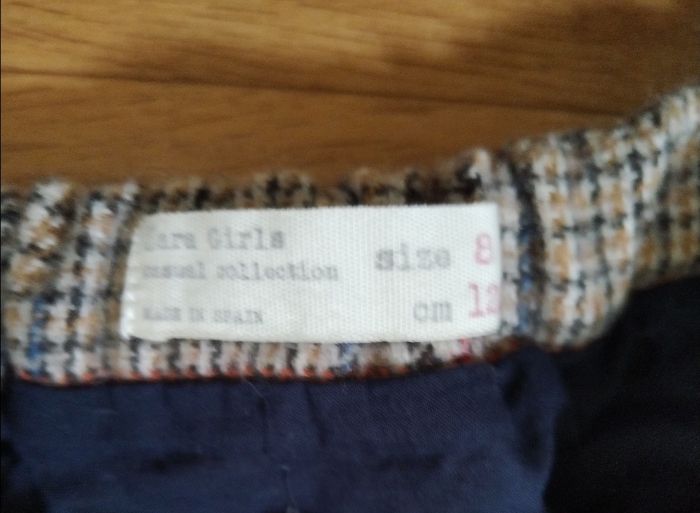 Zara Girls
casual collection
MADE IN SPAIN
size 8
cm 12